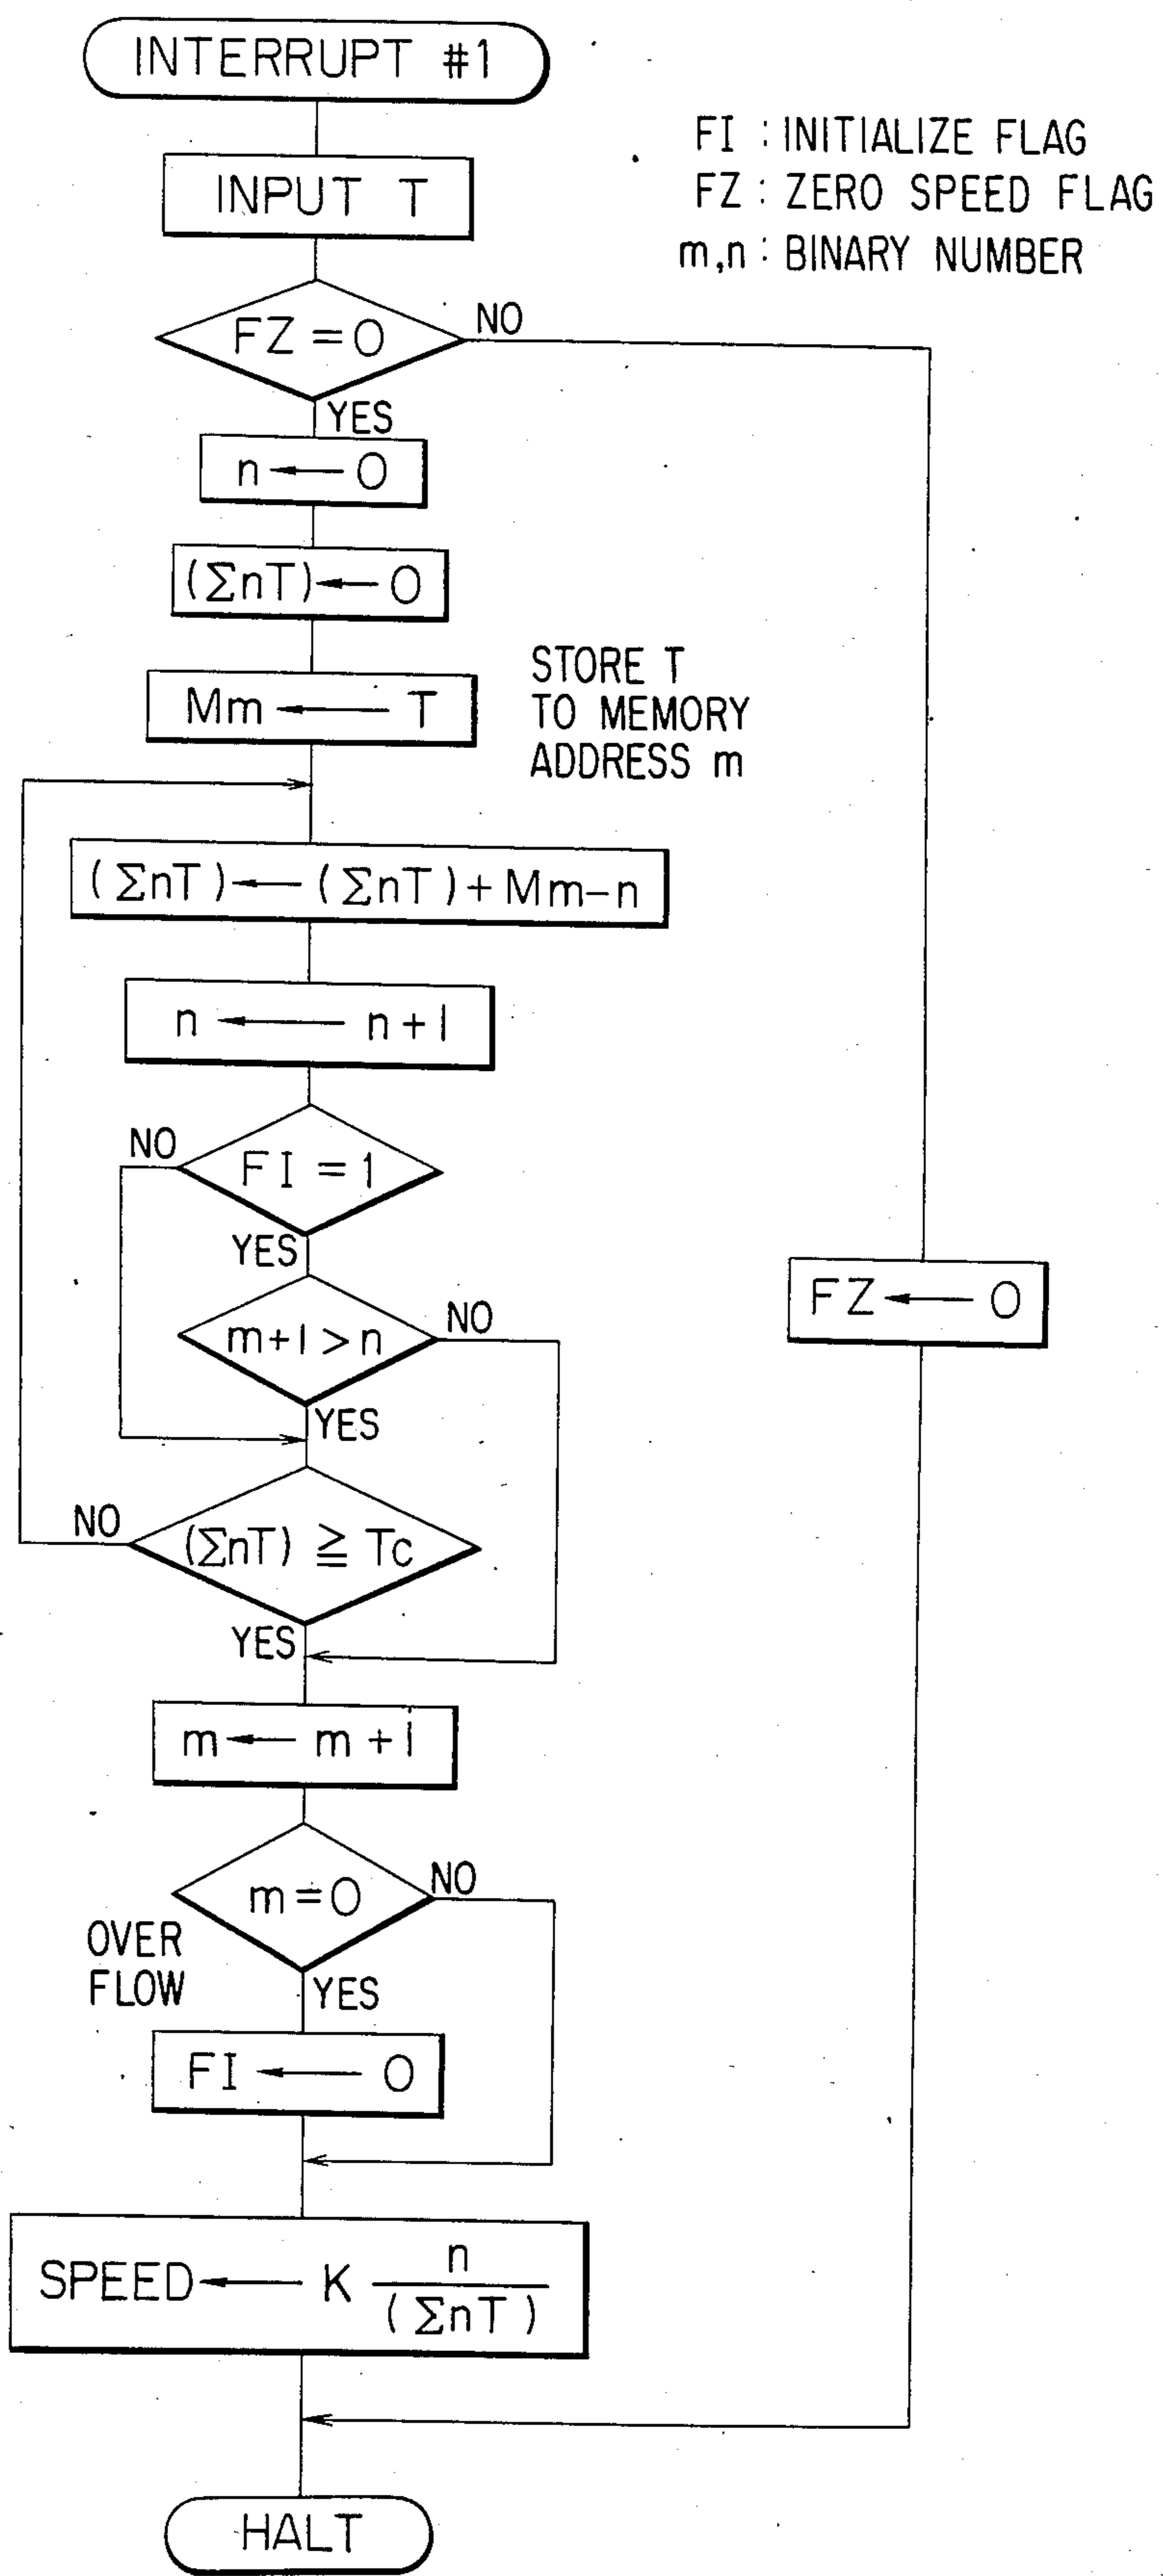 INTERRUPT #1
FI : INITIALIZE FLAG
FZ : ZERO SPEED FLAG
m,n : BINARY NUMBER
INPUT T
FZ = 0
NO
YES
n ← 0
(ΣnT) ← 0
Mm ← T
STORE T
TO MEMORY
ADDRESS m
(ΣnT) ← (ΣnT) + Mm-n
n ← n+1
FI = 1
NO
YES
m+1 > n
NO
YES
FZ ← 0
(ΣnT) ≧ Tc
NO
YES
m ← m + 1
m = 0
NO
OVER
FLOW
YES
FI ← 0
SPEED ← K n/(ΣnT)
HALT